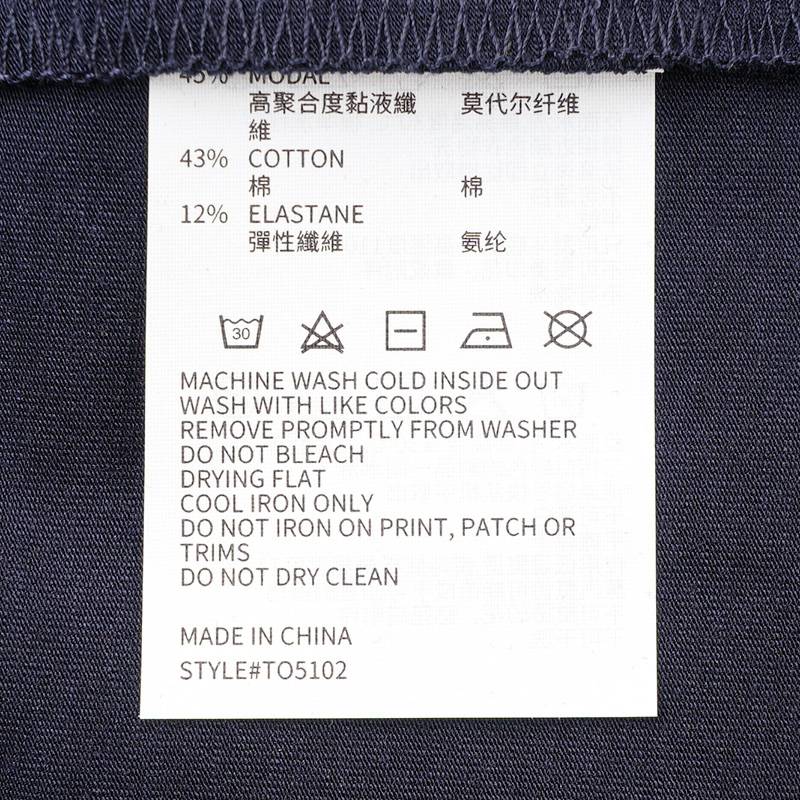 45% MODAL
高聚合度黏液纖 莫代尔纤维
維
43% COTTON
棉 棉
12% ELASTANE
彈性纖維 氨纶
30
MACHINE WASH COLD INSIDE OUT
WASH WITH LIKE COLORS
REMOVE PROMPTLY FROM WASHER
DO NOT BLEACH
DRYING FLAT
COOL IRON ONLY
DO NOT IRON ON PRINT, PATCH OR
TRIMS
DO NOT DRY CLEAN
MADE IN CHINA
STYLE#TO5102